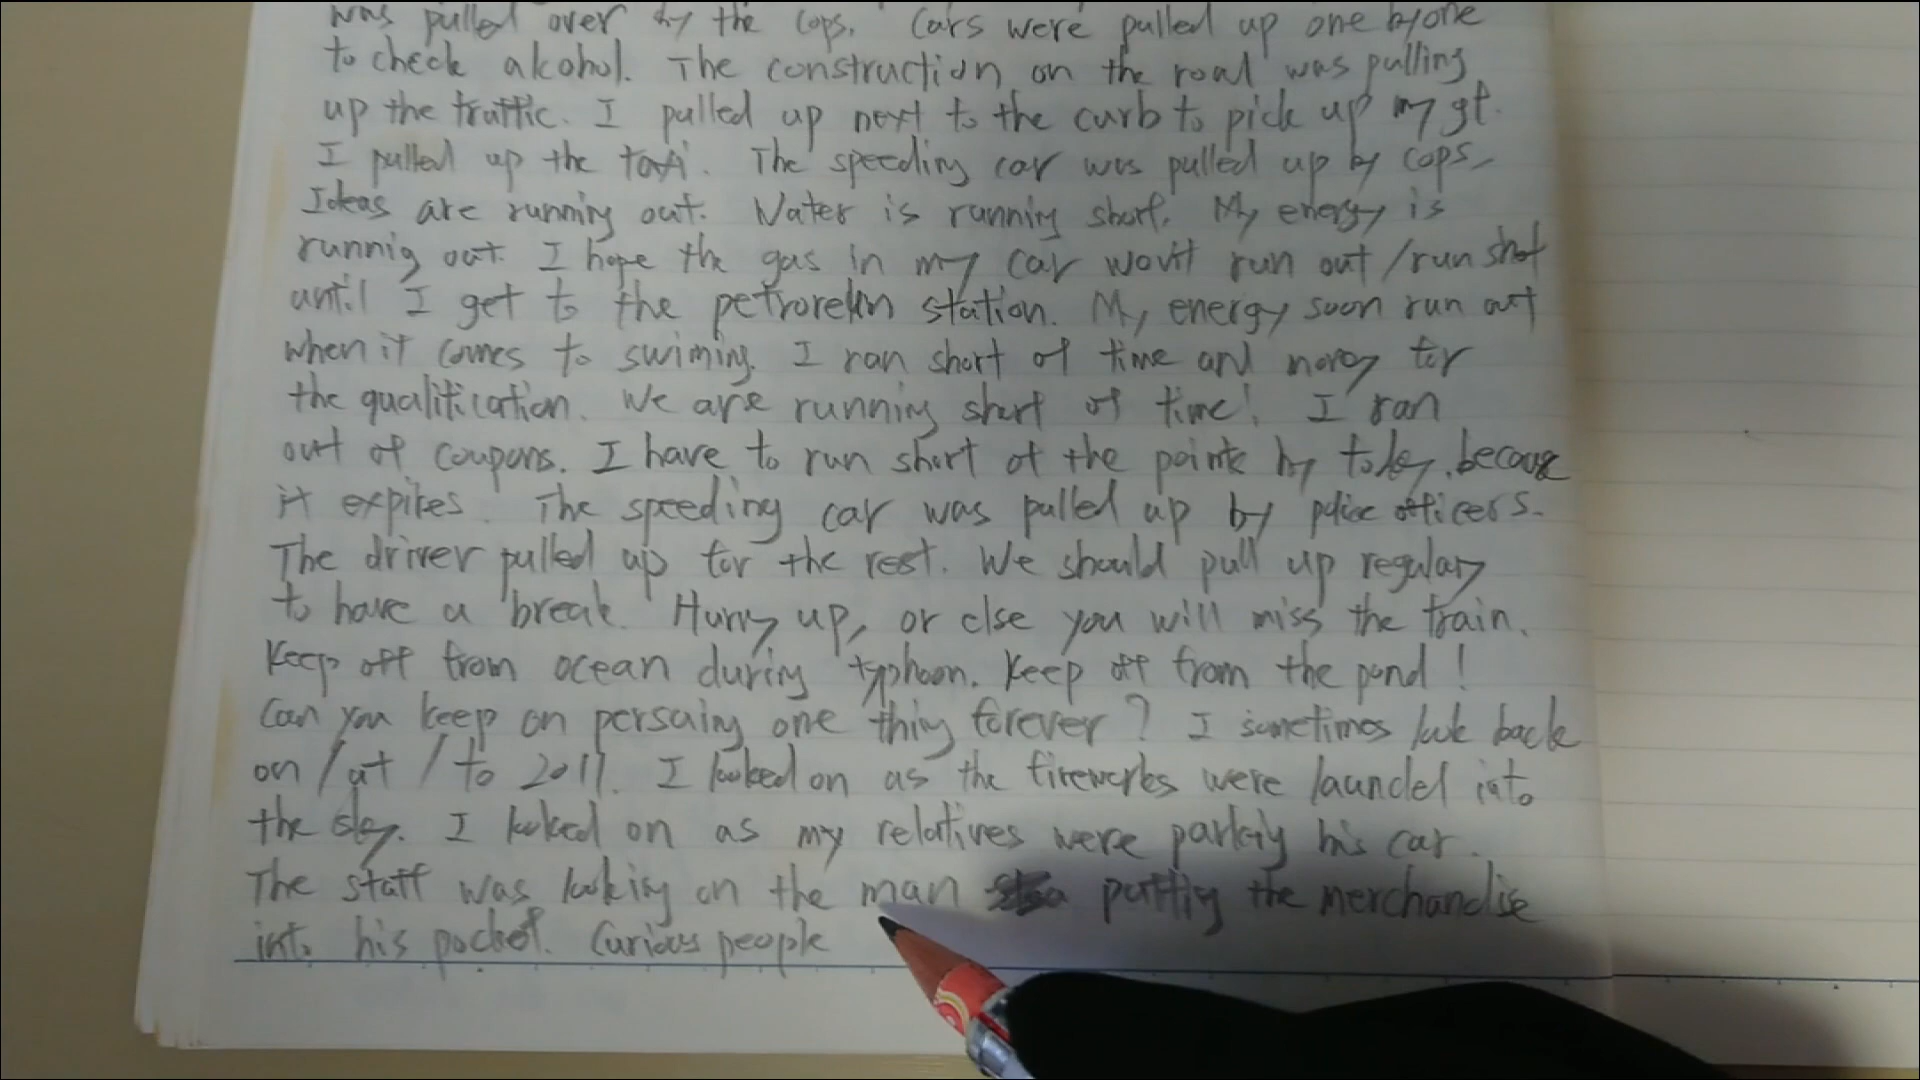 was pulled over by the cops. Cars were pulled up one by one
to check alcohol. The construction on the road was pulling
up the traffic. I pulled up next to the curb to pick up my gf.
I pulled up the taxi. The speeding car was pulled up by cops.
Ideas are running out. Water is running short. My energy is
runnig out. I hope the gas in my car won't run out / run short
until I get to the station. My energy soon run out
when it comes to swiming. I ran short of time and money for
the qualification. We are running short of time! I ran
out of coupons. I have to run short of the points by today. because
it expires. The speeding car was pulled up by police officers.
The driver pulled up for the rest. We should pull up regulary
to have a break. Hurry up, or else you will miss the train.
Keep off from ocean during typhoon. Keep off from the pond!
Can you keep on persuing one thing forever? I sometimes look back
on / at / to 2011. I looked on as the fireworks were launched into
the sky. I looked on as my relatives were parking his car.
The staff was looking on the man putting the merchandise
into his pocket. Curious people